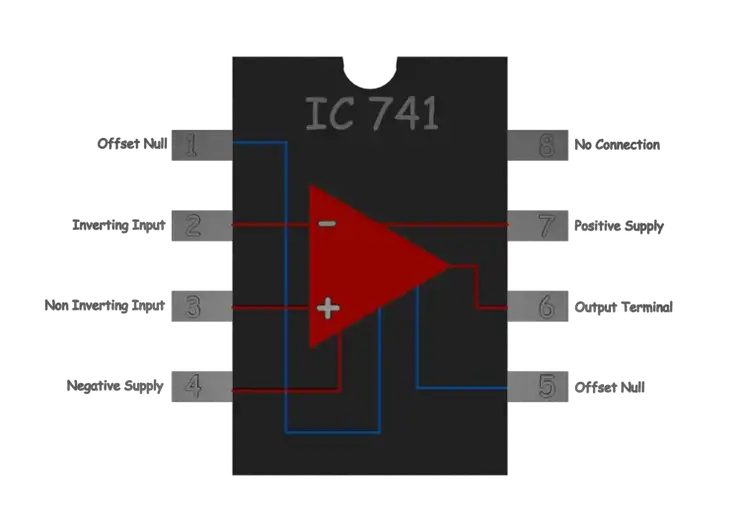 IC 741
Offset Null 1
8 No Connection
Inverting Input 2
-
7 Positive Supply
Non Inverting Input 3
+
6 Output Terminal
Negative Supply 4
5 Offset Null